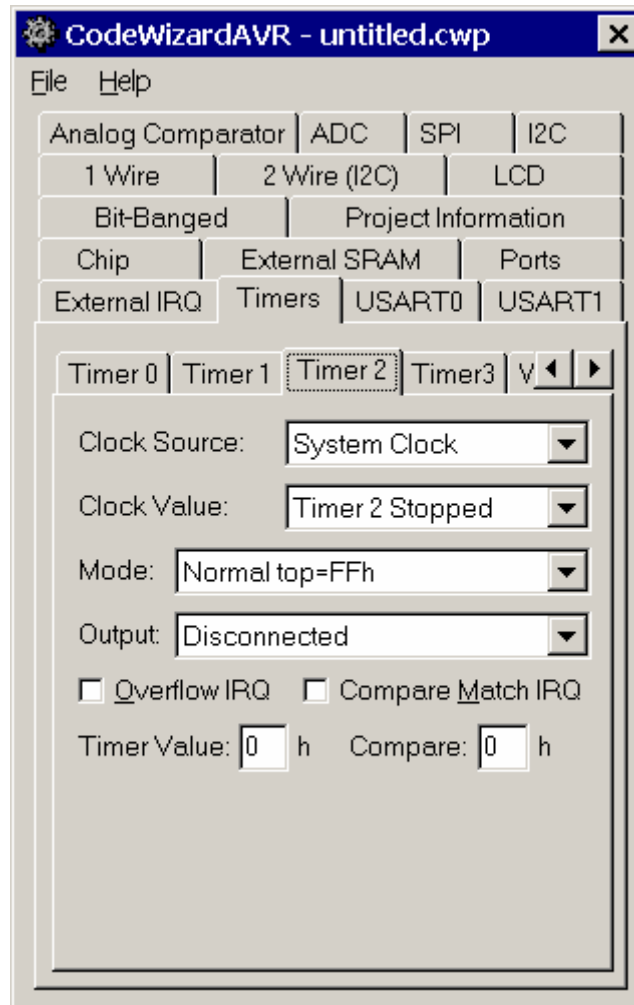 CodeWizardAVR - untitled.cwp
File Help
Analog Comparator ADC SPI I2C
1 Wire 2 Wire (I2C) LCD
Bit-Banged Project Information
Chip External SRAM Ports
External IRQ Timers USART0 USART1
Timer 0 Timer 1 Timer 2 Timer3 V
Clock Source: System Clock
Clock Value: Timer 2 Stopped
Mode: Normal top=FFh
Output: Disconnected
Overflow IRQ Compare Match IRQ
Timer Value: 0 h Compare: 0 h